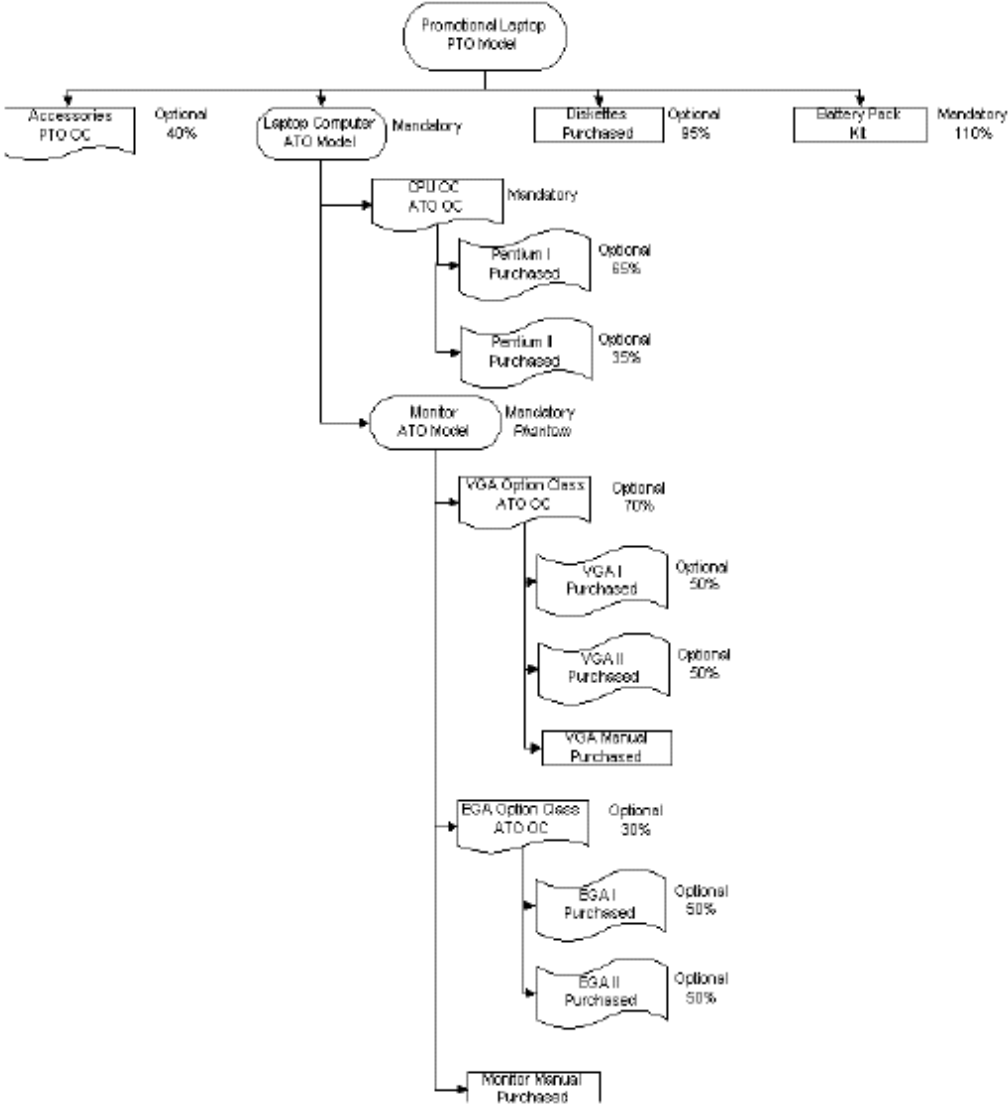 Promotional Laptop
PTO Model
Accessories
PTO OC
Optional
40%
Laptop Computer
ATO Model
Mandatory
Diskettes
Purchased
Optional
95%
Battery Pack
Kit
Mandatory
110%
CPU OC
ATO OC
Mandatory
Pentium I
Purchased
Optional
65%
Pentium II
Purchased
Optional
35%
Monitor
ATO Model
Mandatory
Phantom
VGA Option Class
ATO OC
Optional
70%
VGA I
Purchased
Optional
50%
VGA II
Purchased
Optional
50%
VGA Manual
Purchased
EGA Option Class
ATO OC
Optional
30%
EGA I
Purchased
Optional
50%
EGA II
Purchased
Optional
50%
Monitor Manual
Purchased